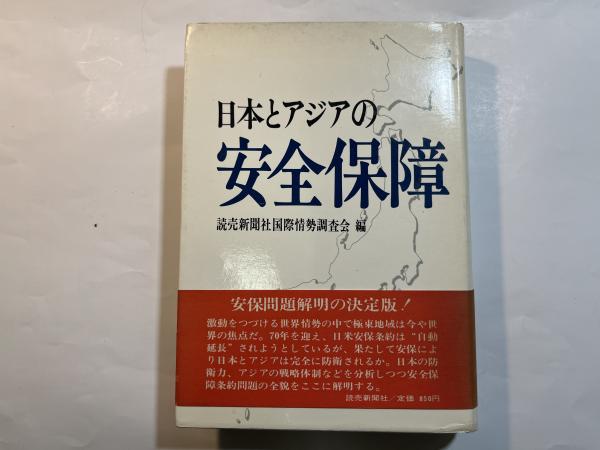 日本とアジアの
安全保障
読売新聞社国際情勢調査会 編
安保問題解明の決定版!
激動をつづける世界情勢の中で極東地域は今や世
界の焦点だ。70年を迎え、日米安保条約は“自動
延長”されようとしているが、果たして安保によ
り日本とアジアは完全に防衛されるか。日本の防
衛力、アジアの戦略体制などを分析しつつ安全保
障条約問題の全貌をここに解明する。
読売新聞社/定価 850円